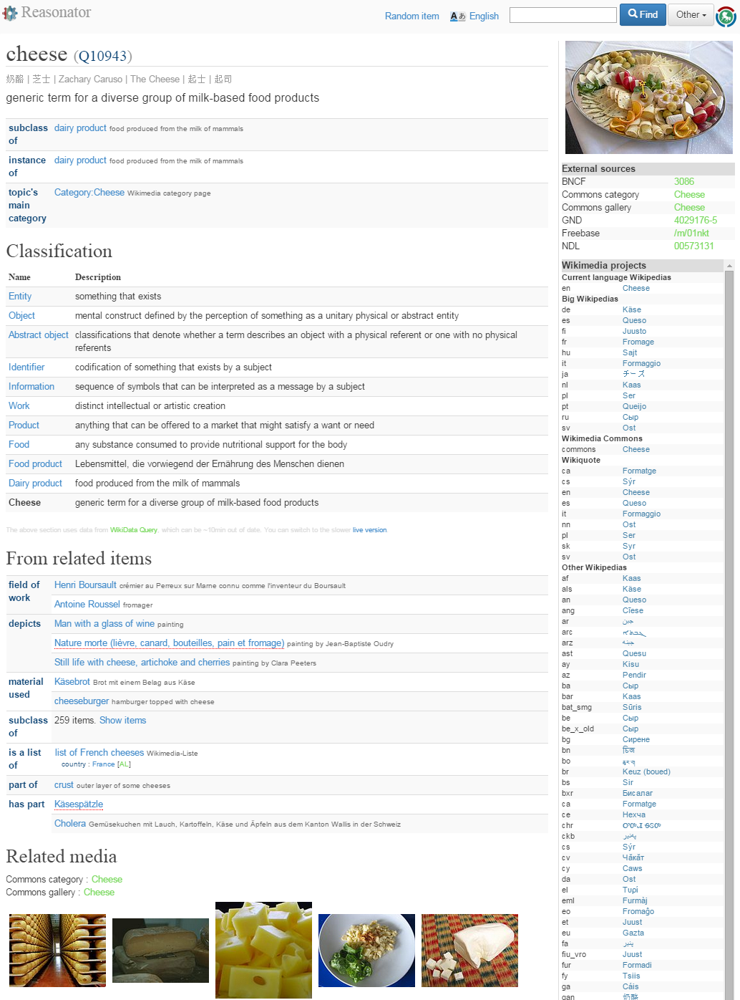 Reasonator
Random item
Aあ English
Find
Other
cheese (Q10943)
奶酪 | 芝士 | Zachary Caruso | The Cheese | 起士 | 起司
generic term for a diverse group of milk-based food products
subclass of
dairy product food produced from the milk of mammals
instance of
dairy product food produced from the milk of mammals
topic's main category
Category:Cheese Wikimedia category page
Classification
Name Description
Entity something that exists
Object mental construct defined by the perception of something as a unitary physical or abstract entity
Abstract object classifications that denote whether a term describes an object with a physical referent or one with no physical
referents
Identifier codification of something that exists by a subject
Information sequence of symbols that can be interpreted as a message by a subject
Work distinct intellectual or artistic creation
Product anything that can be offered to a market that might satisfy a want or need
Food any substance consumed to provide nutritional support for the body
Food product Lebensmittel, die vorwiegend der Ernährung des Menschen dienen
Dairy product food produced from the milk of mammals
Cheese generic term for a diverse group of milk-based food products
The above section uses data from WikiData Query, which can be ~10min out of date. You can switch to the slower live version.
From related items
field of work
Henri Boursault crémier au Perreux sur Marne connu comme l'inventeur du Boursault
Antoine Roussel fromager
depicts
Man with a glass of wine painting
Nature morte (lièvre, canard, bouteilles, pain et fromage) painting by Jean-Baptiste Oudry
Still life with cheese, artichoke and cherries painting by Clara Peeters
material used
Käsebrot Brot mit einem Belag aus Käse
cheeseburger hamburger topped with cheese
subclass of
259 items. Show items
is a list of
list of French cheeses Wikimedia-Liste
country : France [AL]
part of
crust outer layer of some cheeses
has part
Käsespätzle
Cholera Gemüsekuchen mit Lauch, Kartoffeln, Käse und Äpfeln aus dem Kanton Wallis in der Schweiz
Related media
Commons category : Cheese
Commons gallery : Cheese
External sources
BNCF 3086
Commons category Cheese
Commons gallery Cheese
GND 4029176-5
Freebase /m/01nkt
NDL 00573131
Wikimedia projects
Current language Wikipedias
en Cheese
Big Wikipedias
de Käse
es Queso
fi Juusto
fr Fromage
hu Sajt
it Formaggio
ja チーズ
nl Kaas
pl Ser
pt Queijo
ru Сыр
sv Ost
Wikimedia Commons
commons Cheese
Wikiquote
ca Formatge
cs Sýr
en Cheese
es Queso
it Formaggio
nn Ost
pl Ser
sk Syr
sv Ost
Other Wikipedias
af Kaas
als Käse
an Queso
ang Cīese
ar جبن
arc
arz جبنه
ast Quesu
ay Kisu
az Pendir
ba Сыр
bar Kaas
bat_smg Sūris
be Сыр
be_x_old Сыр
bg Сирене
bn চিজ
bo
br Keuz (boued)
bs Sir
bxr Бисалаг
ca Formatge
ce Нехча
chr
ckb پەنیر
cs Sýr
cv Чăкăт
cy Caws
da Ost
el Τυρί
eml Furmàj
eo Fromaĝo
et Juust
eu Gazta
fa پنیر
fiu_vro Juust
fur Formadi
fy Tsiis
ga Cáis
gan 奶酪